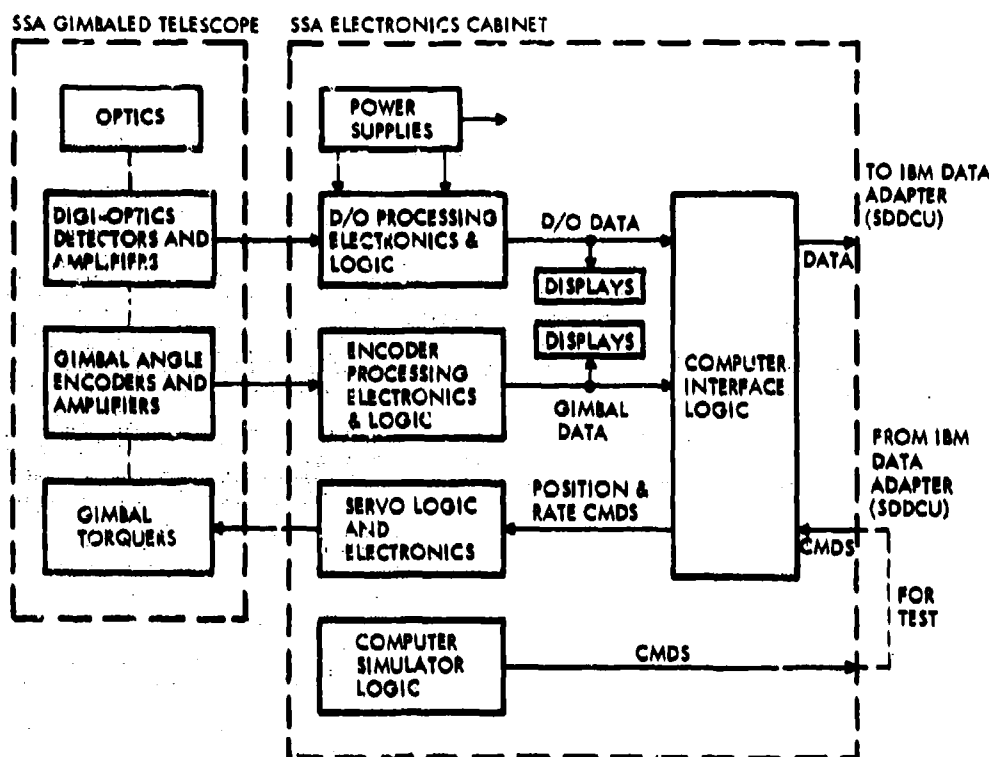 SSA GIMBALED TELESCOPE
SSA ELECTRONICS CABINET
OPTICS
POWER
SUPPLIES
TO IBM DATA
ADAPTER
(SDDCU)
DIGI-OPTICS
DETECTORS AND
AMPLIFIERS
D/O PROCESSING
ELECTRONICS &
LOGIC
D/O DATA
DATA
DISPLAYS
DISPLAYS
GIMBAL ANGLE
ENCODERS AND
AMPLIFIERS
ENCODER
PROCESSING
ELECTRONICS
& LOGIC
GIMBAL
DATA
COMPUTER
INTERFACE
LOGIC
FROM IBM
DATA
ADAPTER
(SDDCU)
GIMBAL
TORQUERS
SERVO LOGIC
AND
ELECTRONICS
POSITION &
RATE CMDS
CMDS
FOR
TEST
COMPUTER
SIMULATOR
LOGIC
CMDS